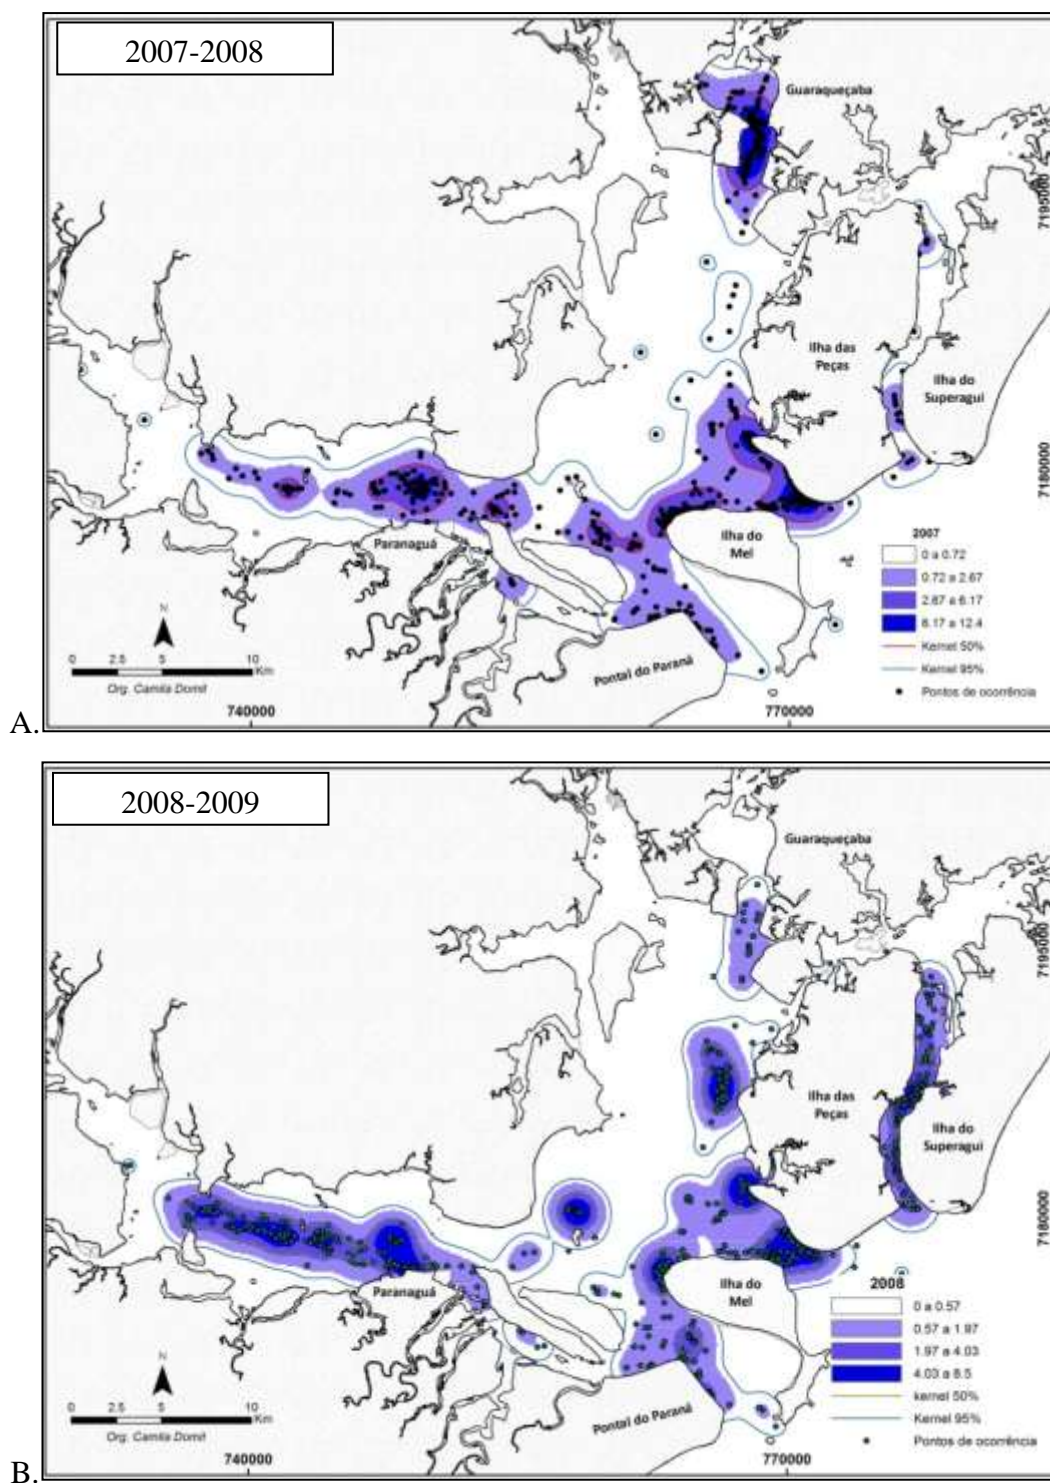 2007-2008
Guaraqueçaba
7195000
Ilha das
Peças
Ilha do
Superagui
7180000
Paranaguá
Ilha do
Mel
2007
0 a 0.72
0.72 a 2.67
2.67 a 6.17
6.17 a 12.4
Kernel 50%
Kernel 95%
Pontos de ocorrência
N
0 2.5 5 10
Km
Org. Camila Domit
Pontal do Paraná
740000 770000
A.
2008-2009
Guaraqueçaba
7195000
Ilha das
Peças
Ilha do
Superagui
7180000
Paranaguá
Ilha do
Mel
2008
0 a 0.57
0.57 a 1.97
1.97 a 4.03
4.03 a 8.5
kernel 50%
Kernel 95%
Pontos de ocorrência
N
0 2.5 5 10
Km
Org. Camila Domit
Pontal do Paraná
740000 770000
B.